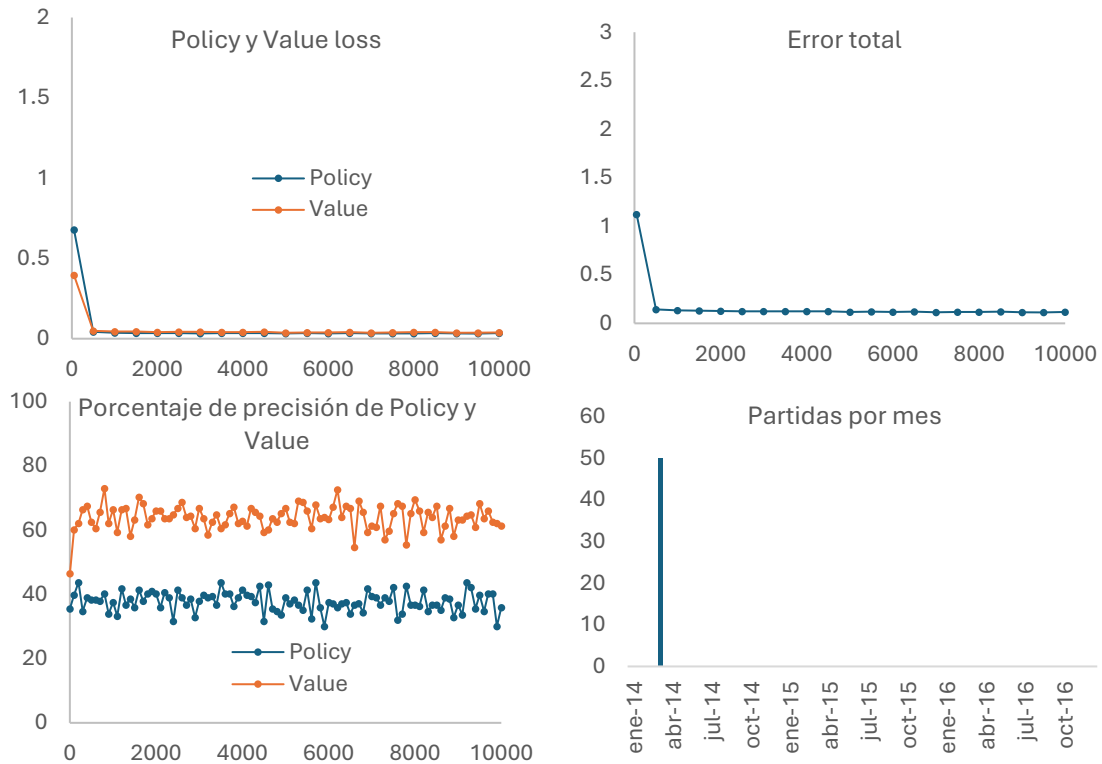 Policy y Value loss
2
1.5
1
0.5
0
Policy
Value
0 2000 4000 6000 8000 10000
Error total
3
2.5
2
1.5
1
0.5
0
0 2000 4000 6000 8000 10000
Porcentaje de precisión de Policy y
Value
100
80
60
40
20
0
Policy
Value
0 2000 4000 6000 8000 10000
Partidas por mes
60
50
40
30
20
10
0
ene-14
abr-14
jul-14
oct-14
ene-15
abr-15
jul-15
oct-15
ene-16
abr-16
jul-16
oct-16